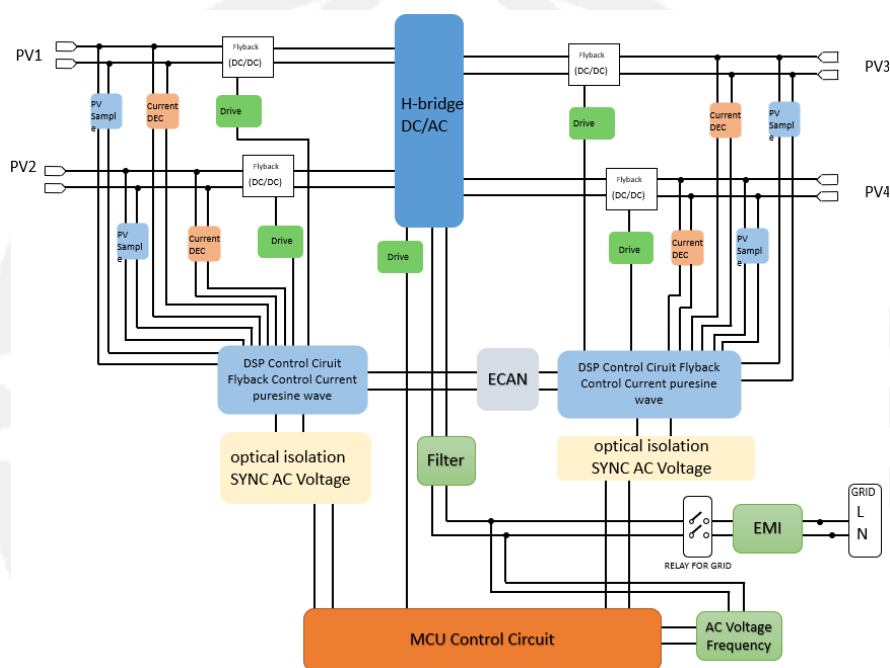 PV1
Flyback
(DC/DC)
H-bridge
DC/AC
Flyback
(DC/DC)
PV3
PV
Sampl
e
Current
DEC
Drive
Drive
Current
DEC
PV
Sampl
e
PV2
Flyback
(DC/DC)
Flyback
(DC/DC)
PV4
PV
Sampl
e
Current
DEC
Drive
Drive
Drive
Current
DEC
PV
Sampl
e
DSP Control Ciruit
Flyback Control Current
puresine wave
ECAN
DSP Control Ciruit Flyback
Control Current puresine
wave
optical isolation
SYNC AC Voltage
Filter
optical isolation
SYNC AC Voltage
GRID
L
N
EMI
RELAY FOR GRID
MCU Control Circuit
AC Voltage
Frequency